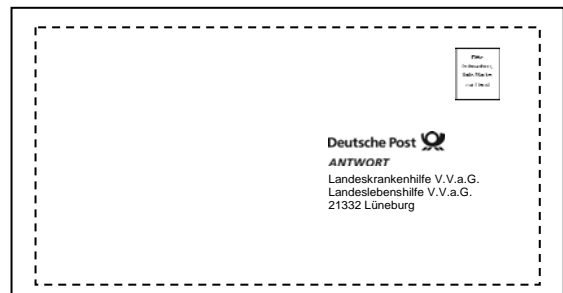 Deutsche Post
ANTWORT
Landeskrankenhilfe V.V.a.G.
Landeslebenshilfe V.V.a.G.
21332 Lüneburg